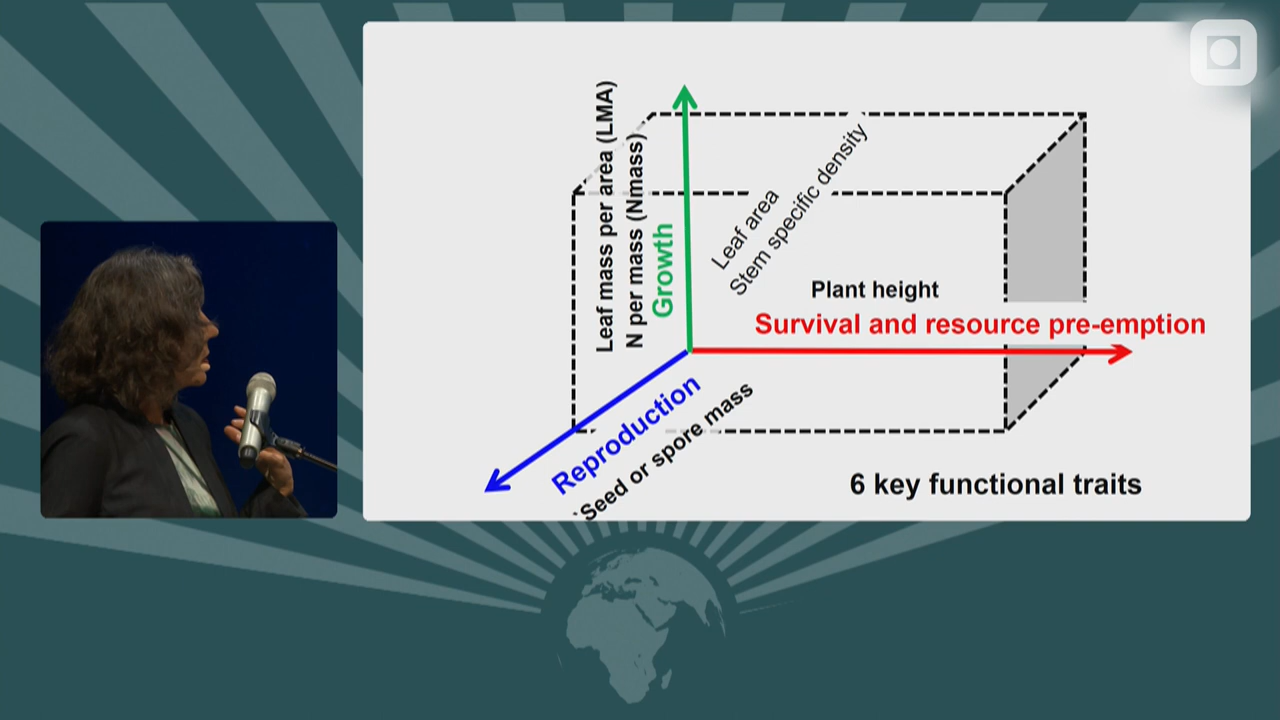 Leaf mass per area (LMA)
N per mass (Nmass)
Growth
Leaf area
Stem specific density
Plant height
Survival and resource pre-emption
Reproduction
Seed or spore mass
6 key functional traits